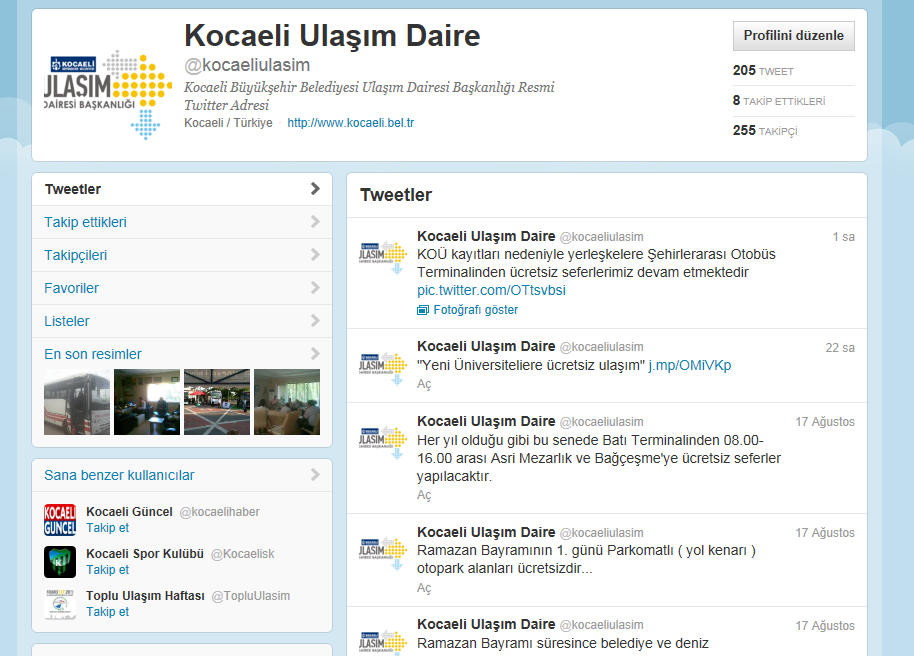 KOCAELİ
ULAŞIM
DAİRESİ BAŞKANLIĞI
Kocaeli Ulaşım Daire
@kocaeliulasim
Kocaeli Büyükşehir Belediyesi Ulaşım Dairesi Başkanlığı Resmi
Twitter Adresi
Kocaeli / Türkiye · http://www.kocaeli.bel.tr
Profilini düzenle
205 TWEET
8 TAKİP ETTİKLERİ
255 TAKİPÇİ
Tweetler
Takip ettikleri
Takipçileri
Favoriler
Listeler
En son resimler
Sana benzer kullanıcılar
KOCAELİ
GÜNCEL
Kocaeli Güncel @kocaelihaber
Takip et
Kocaeli Spor Kulübü @Kocaelisk
Takip et
Toplu Ulaşım Haftası @TopluUlasim
Takip et
Tweetler
Kocaeli Ulaşım Daire @kocaeliulasim 1 sa
KOÜ kayıtları nedeniyle yerleşkelere Şehirlerarası Otobüs
Terminalinden ücretsiz seferlerimiz devam etmektedir
pic.twitter.com/OTtsvbsi
Fotoğrafı göster
Kocaeli Ulaşım Daire @kocaeliulasim 22 sa
"Yeni Üniversiteliere ücretsiz ulaşım" j.mp/OMiVKp
Aç
Kocaeli Ulaşım Daire @kocaeliulasim 17 Ağustos
Her yıl olduğu gibi bu senede Batı Terminalinden 08.00-
16.00 arası Asri Mezarlık ve Bağçeşme'ye ücretsiz seferler
yapılacaktır.
Aç
Kocaeli Ulaşım Daire @kocaeliulasim 17 Ağustos
Ramazan Bayramının 1. günü Parkomatlı ( yol kenarı )
otopark alanları ücretsizdir...
Aç
Kocaeli Ulaşım Daire @kocaeliulasim 17 Ağustos
Ramazan Bayramı süresince belediye ve deniz